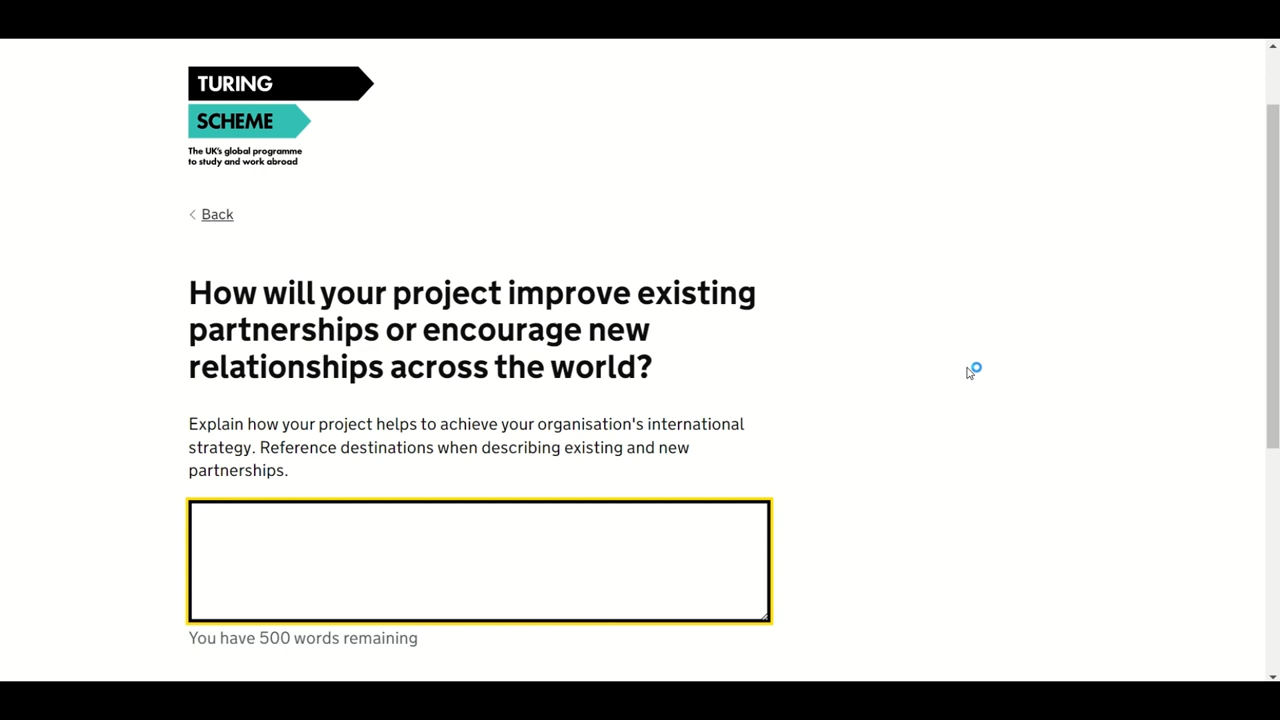 TURING
SCHEME
The UK's global programme
to study and work abroad
Back
How will your project improve existing
partnerships or encourage new
relationships across the world?
Explain how your project helps to achieve your organisation's international
strategy. Reference destinations when describing existing and new
partnerships.
You have 500 words remaining